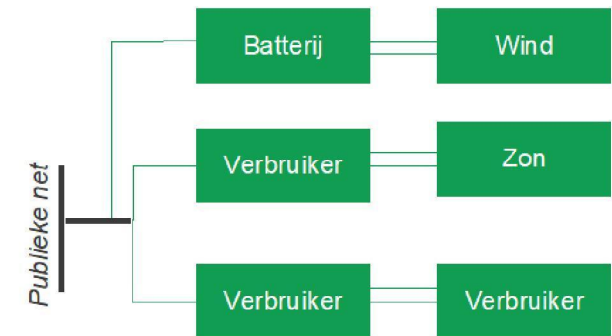 Batterij
Wind
Verbruiker
Zon
Publieke net
Verbruiker
Verbruiker